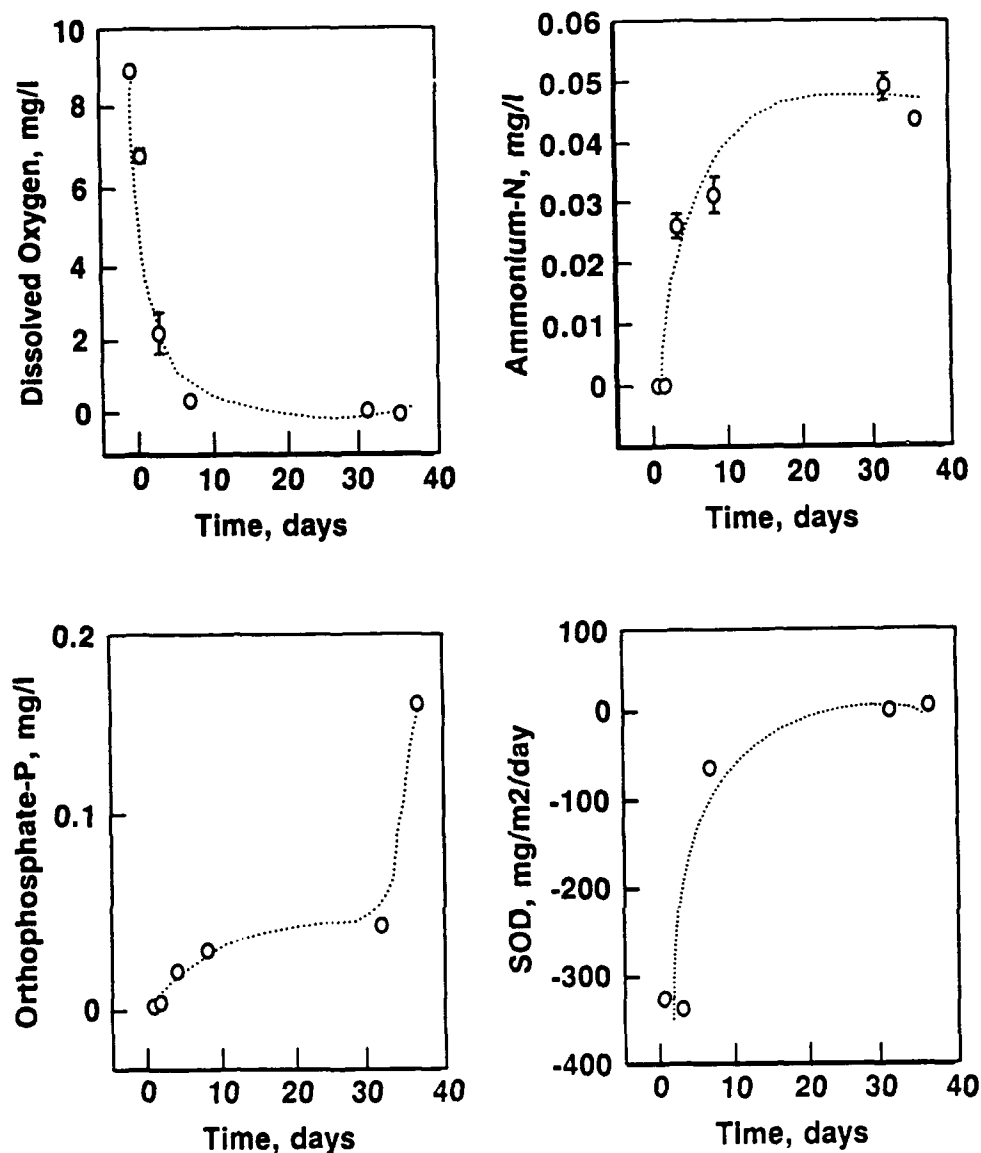 Dissolved Oxygen, mg/l
10
8
6
4
2
0
0 10 20 30 40
Time, days
Ammonium-N, mg/l
0.06
0.05
0.04
0.03
0.02
0.01
0
0 10 20 30 40
Time, days
Orthophosphate-P, mg/l
0.2
0.1
0
0 10 20 30 40
Time, days
SOD, mg/m2/day
100
0
-100
-200
-300
-400
0 10 20 30 40
Time, days